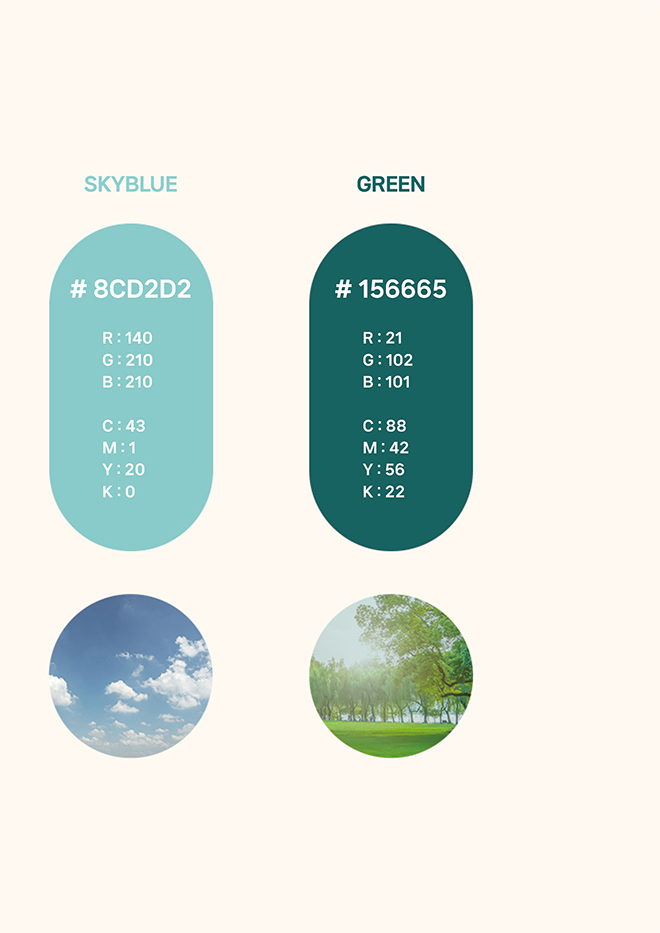 SKYBLUE
# 8CD2D2
R : 140
G : 210
B : 210
C : 43
M : 1
Y : 20
K : 0
GREEN
# 156665
R : 21
G : 102
B : 101
C : 88
M : 42
Y : 56
K : 22